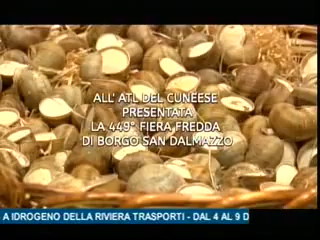 ALL' ATL DEL CUNEESE
PRESENTATA
LA 449° FIERA FREDDA
DI BORGO SAN DALMAZZO
A IDROGENO DELLA RIVIERA TRASPORTI - DAL 4 AL 9 D